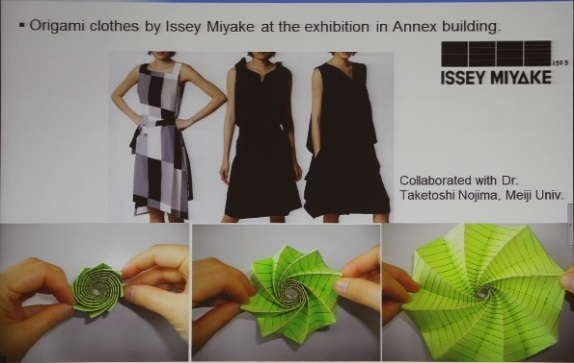 ▪ Origami clothes by Issey Miyake at the exhibition in Annex building.
ISSEY MIYAKE
Collaborated with Dr.
Taketoshi Nojima, Meiji Univ.